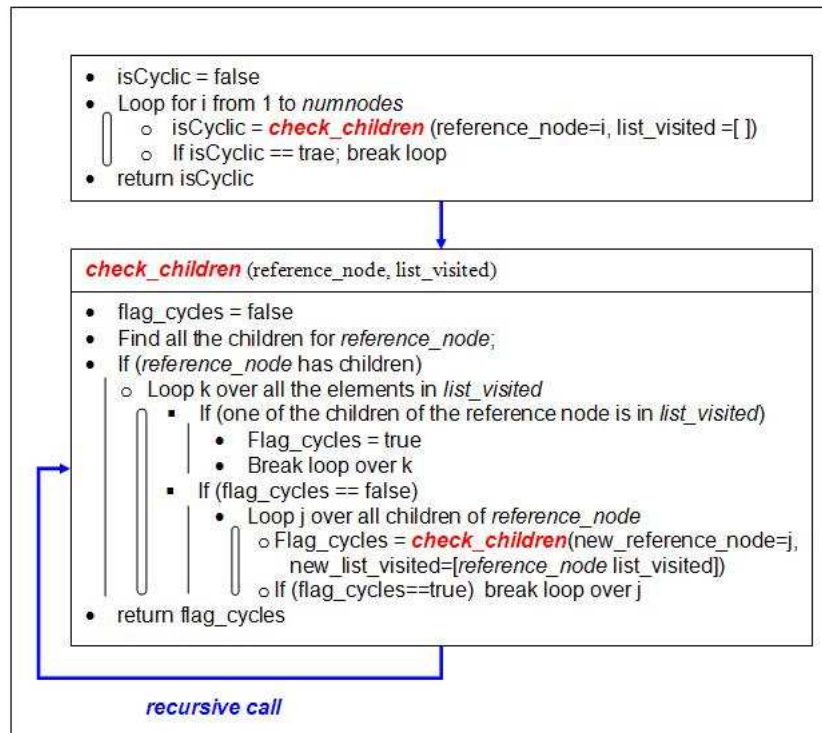 • isCyclic = false
• Loop for i from 1 to numnodes
o isCyclic = check_children (reference_node=i, list_visited =[ ])
o If isCyclic == trae; break loop
• return isCyclic
check_children (reference_node, list_visited)
• flag_cycles = false
• Find all the children for reference_node;
• If (reference_node has children)
o Loop k over all the elements in list_visited
▪ If (one of the children of the reference node is in list_visited)
• Flag_cycles = true
• Break loop over k
▪ If (flag_cycles == false)
• Loop j over all children of reference_node
o Flag_cycles = check_children(new_reference_node=j,
new_list_visited=[reference_node list_visited])
o If (flag_cycles==true) break loop over j
• return flag_cycles
recursive call